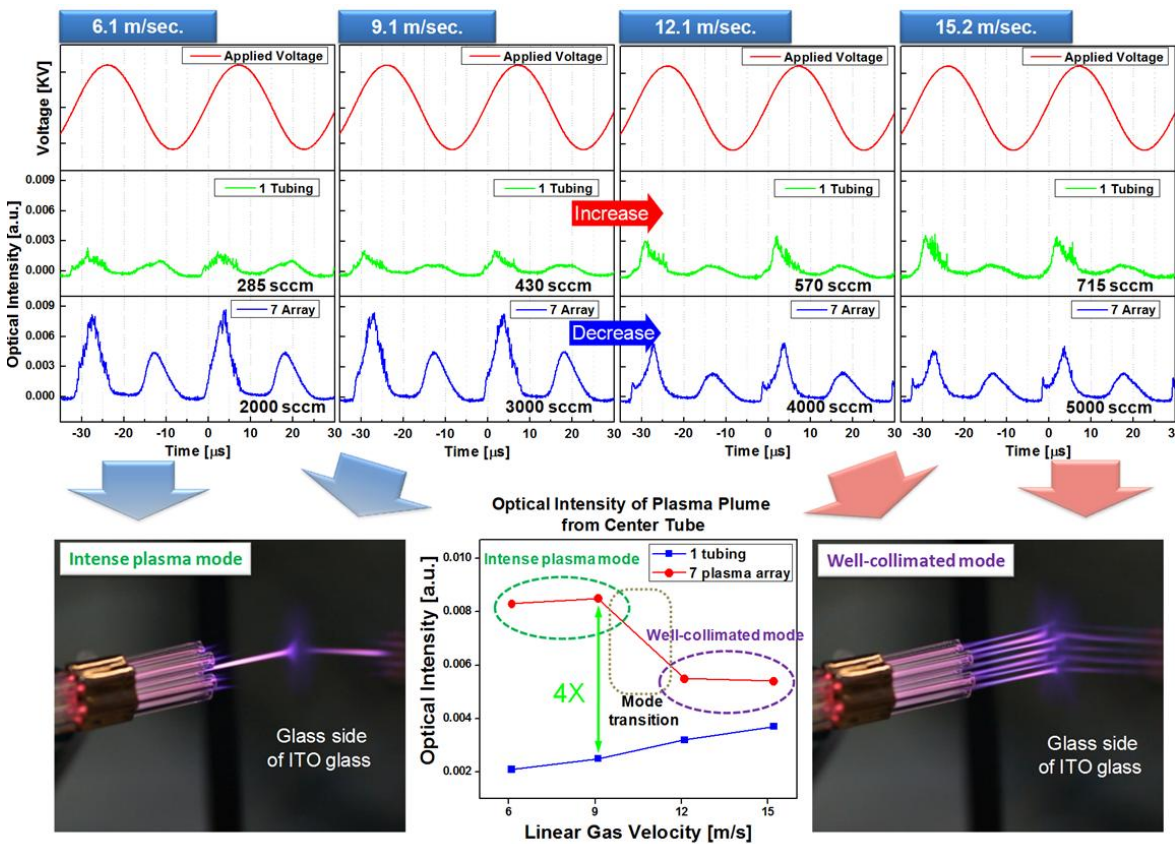 6.1 m/sec.
9.1 m/sec.
12.1 m/sec.
15.2 m/sec.
Voltage [KV]
Applied Voltage
Applied Voltage
Applied Voltage
Applied Voltage
Optical Intensity [a.u.]
0.009
0.006
0.003
0.000
1 Tubing
285 sccm
1 Tubing
430 sccm
Increase
1 Tubing
570 sccm
1 Tubing
715 sccm
0.009
0.006
0.003
0.000
7 Array
2000 sccm
7 Array
3000 sccm
Decrease
7 Array
4000 sccm
7 Array
5000 sccm
-30 -20 -10 0 10 20 30
Time [μs]
-30 -20 -10 0 10 20 30
Time [μs]
-30 -20 -10 0 10 20 30
Time [μs]
-30 -20 -10 0 10 20 30
Time [μs]
Intense plasma mode
Glass side
of ITO glass
Optical Intensity of Plasma Plume
from Center Tube
Optical Intensity [a.u.]
0.010
0.008
0.006
0.004
0.002
Intense plasma mode
1 tubing
7 plasma array
Well-collimated mode
4X
Mode
transition
6 9 12 15
Linear Gas Velocity [m/s]
Well-collimated mode
Glass side
of ITO glass